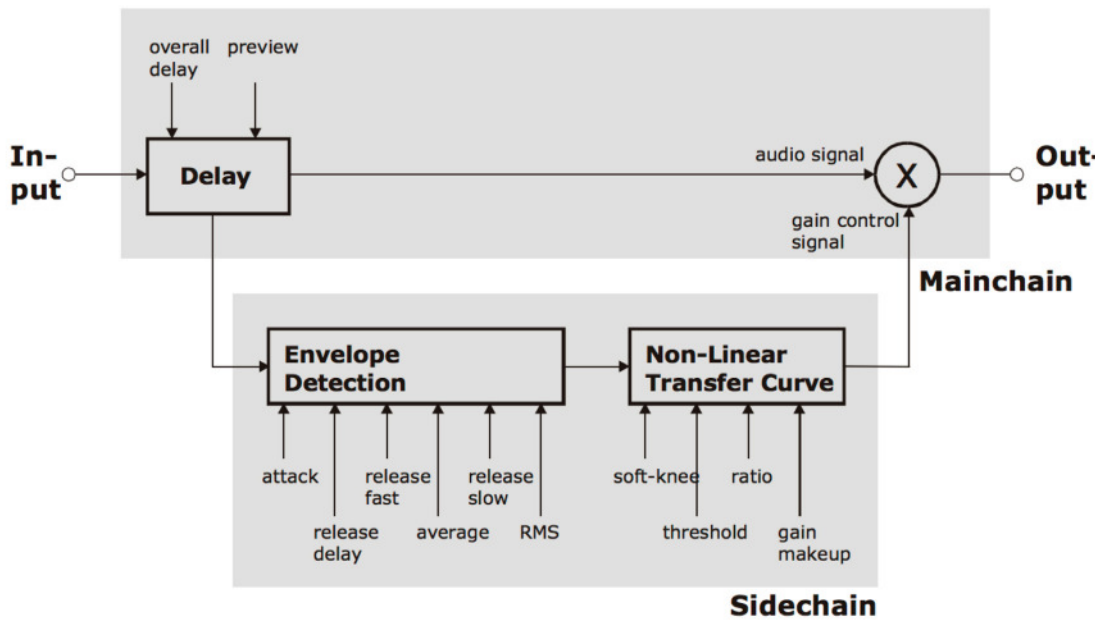 overall preview
delay
In-
put
Delay
audio signal
X
Out-
put
gain control
signal
Mainchain
Envelope
Detection
Non-Linear
Transfer Curve
attack
release
fast
release
slow
soft-knee
ratio
release
delay
average
RMS
threshold
gain
makeup
Sidechain